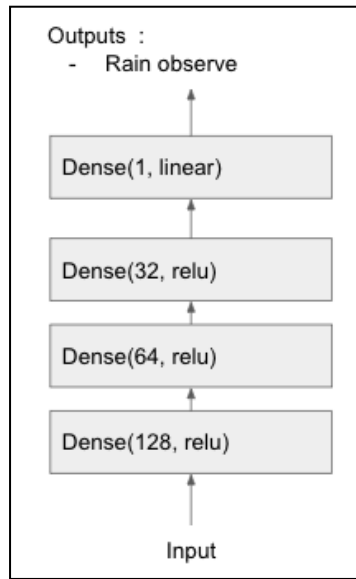 Outputs :
- Rain observe
Dense(1, linear)
Dense(32, relu)
Dense(64, relu)
Dense(128, relu)
Input